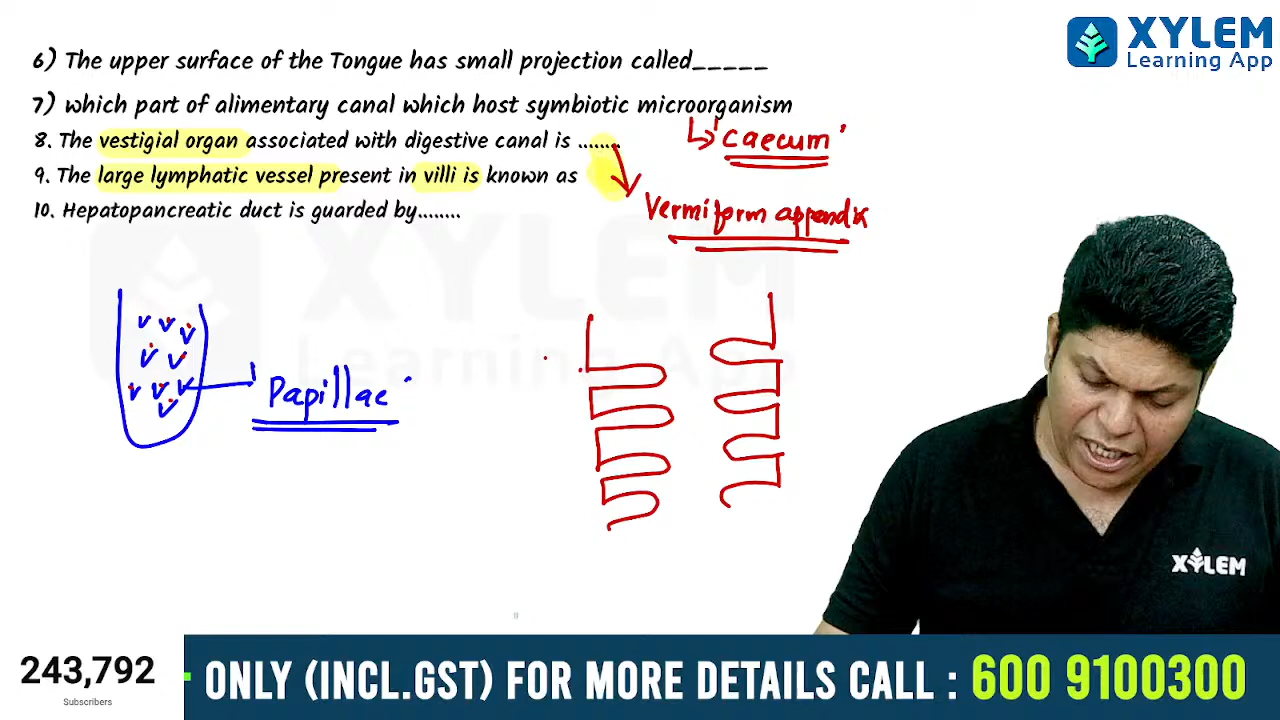 XYLEM
Learning App
6) The upper surface of the Tongue has small projection called_____
7) which part of alimentary canal which host symbiotic microorganism
8. The vestigial organ associated with digestive canal is ........
caecum
9. The large lymphatic vessel present in villi is known as
Vermiform appendix
10. Hepatopancreatic duct is guarded by........
XYLEM
Learning App
Papillae
XYLEM
243,792
Subscribers
ONLY (INCL.GST) FOR MORE DETAILS CALL : 600 9100300